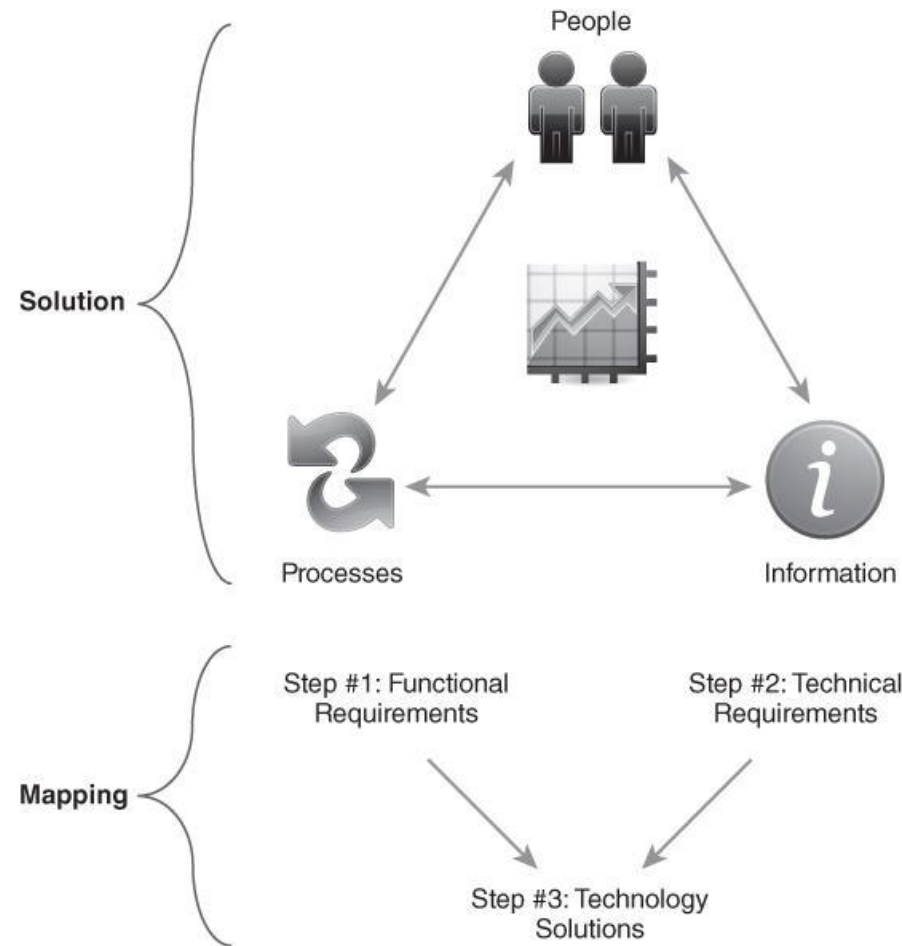 People
Solution
Processes
Information
Step #1: Functional
Requirements
Step #2: Technical
Requirements
Mapping
Step #3: Technology
Solutions